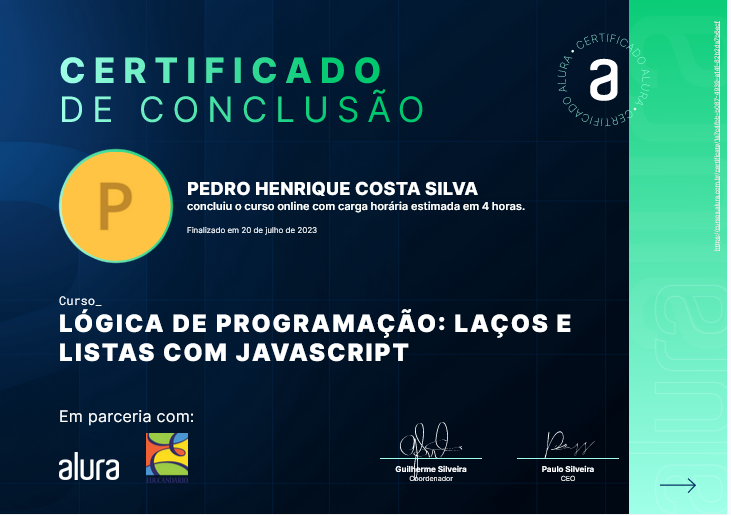 CERTIFICADO
DE CONCLUSÃO
• CERTIFICADO ALURA • CERTIFICADO ALURA
a
P
PEDRO HENRIQUE COSTA SILVA
concluiu o curso online com carga horária estimada em 4 horas.
Finalizado em 20 de julho de 2023
Curso_
LÓGICA DE PROGRAMAÇÃO: LAÇOS E
LISTAS COM JAVASCRIPT
Em parceria com:
alura
EDUCANDÁRIO
Guilherme Silveira
Coordenador
Paulo Silveira
CEO
alura